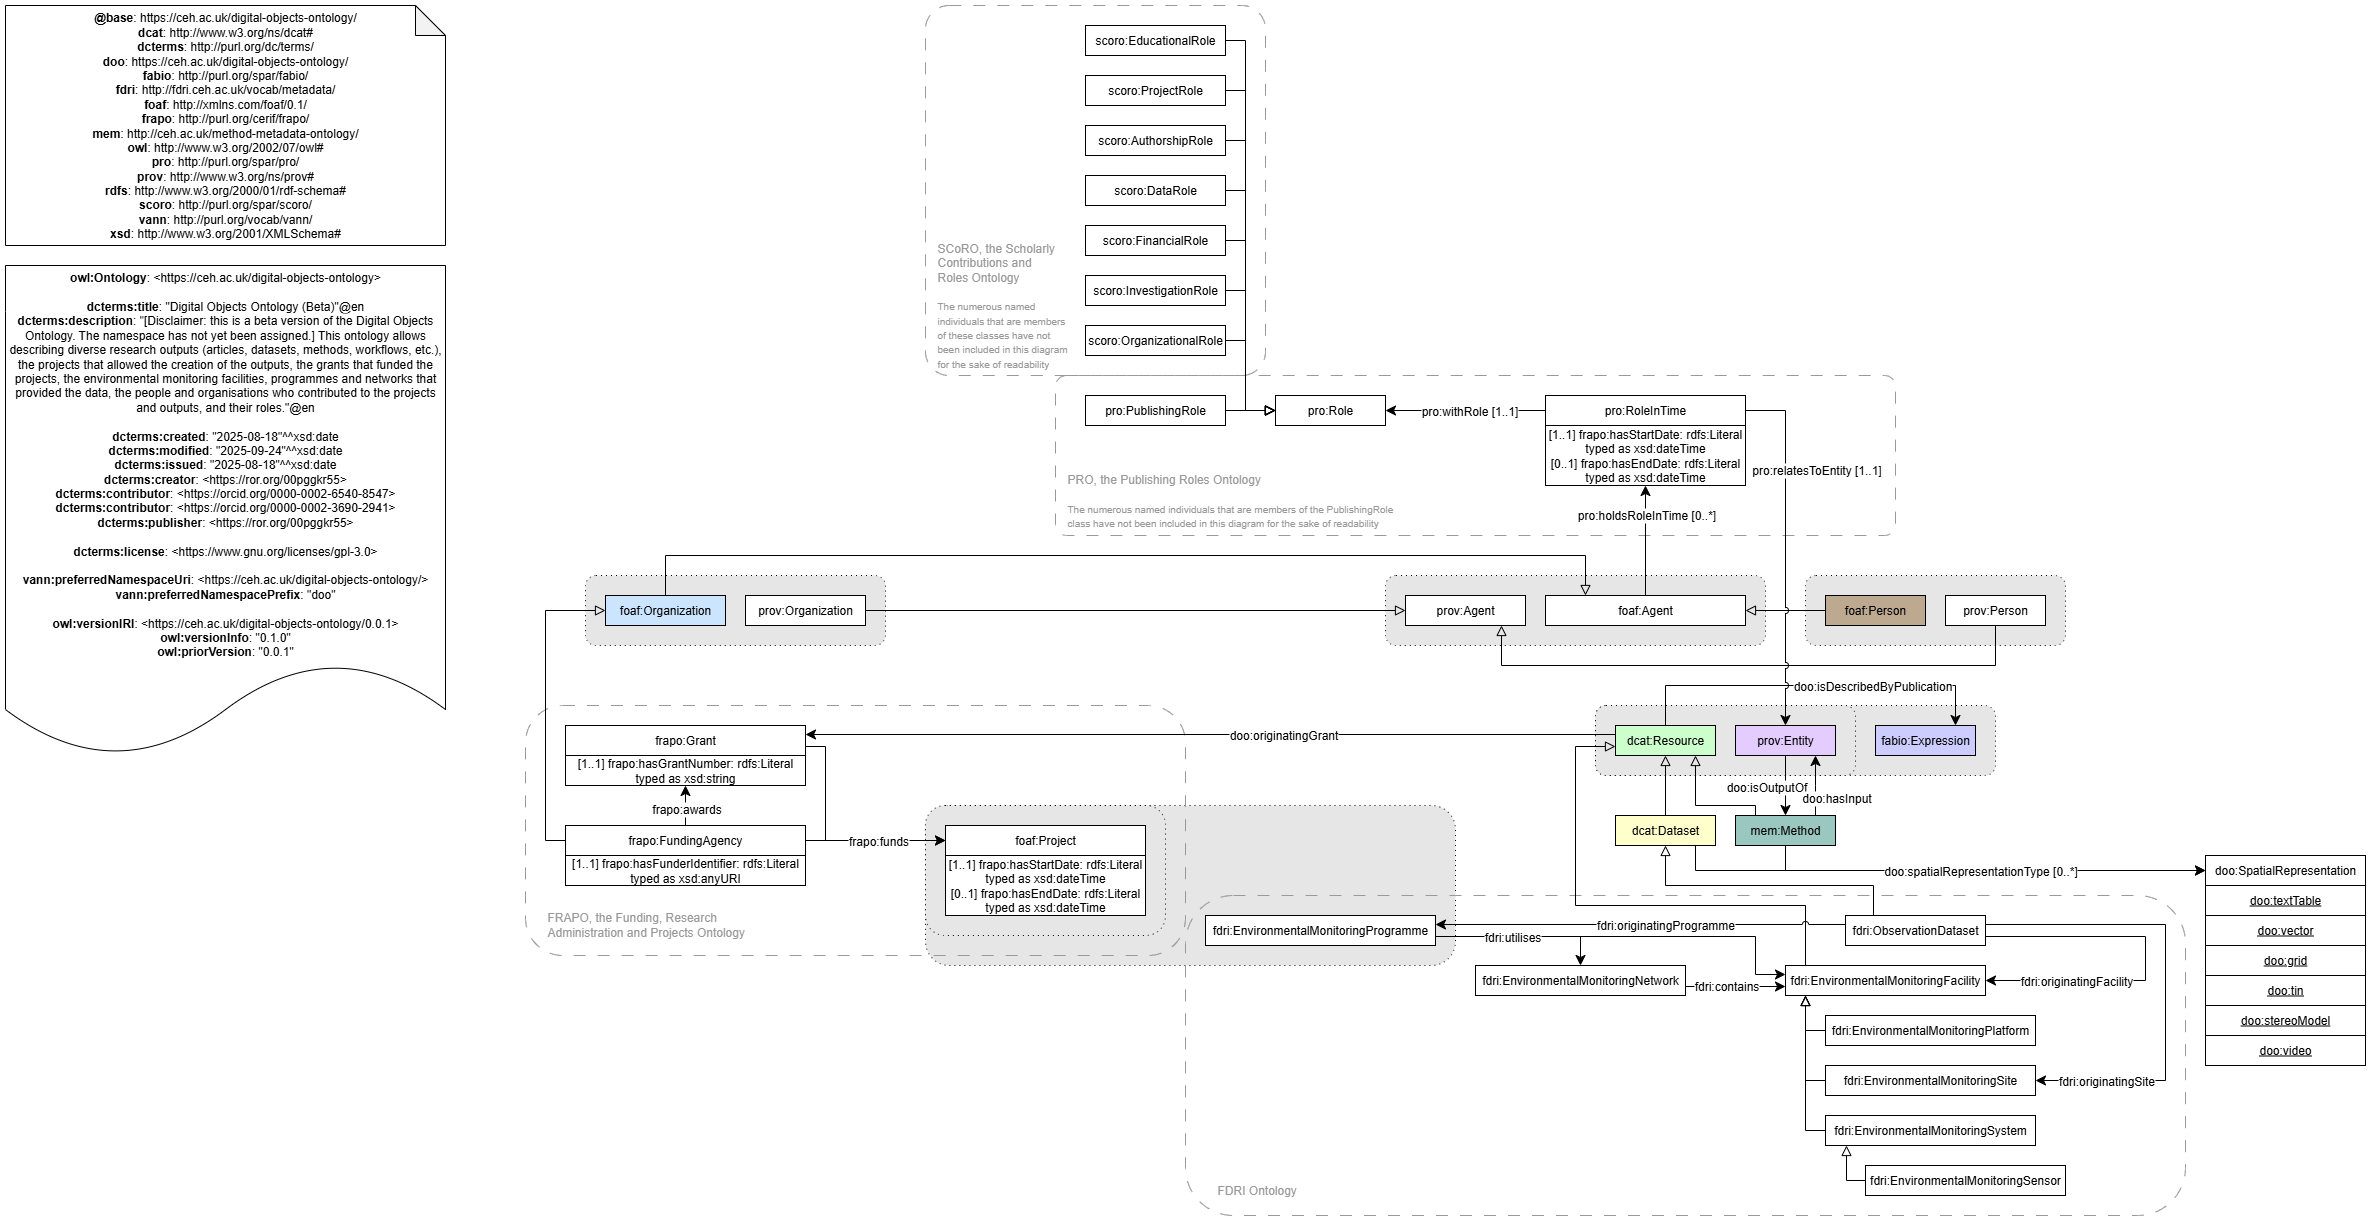 @base: https://ceh.ac.uk/digital-objects-ontology/
dcat: http://www.w3.org/ns/dcat#
dcterms: http://purl.org/dc/terms/
doo: https://ceh.ac.uk/digital-objects-ontology/
fabio: http://purl.org/spar/fabio/
fdri: http://fdri.ceh.ac.uk/vocab/metadata/
foaf: http://xmlns.com/foaf/0.1/
frapo: http://purl.org/cerif/frapo/
mem: http://ceh.ac.uk/method-metadata-ontology/
owl: http://www.w3.org/2002/07/owl#
pro: http://purl.org/spar/pro/
prov: http://www.w3.org/ns/prov#
rdfs: http://www.w3.org/2000/01/rdf-schema#
scoro: http://purl.org/spar/scoro/
vann: http://purl.org/vocab/vann/
xsd: http://www.w3.org/2001/XMLSchema#
owl:Ontology: <https://ceh.ac.uk/digital-objects-ontology>
dcterms:title: "Digital Objects Ontology (Beta)"@en
dcterms:description: "[Disclaimer: this is a beta version of the Digital Objects
Ontology. The namespace has not yet been assigned.] This ontology allows
describing diverse research outputs (articles, datasets, methods, workflows, etc.),
the projects that allowed the creation of the outputs, the grants that funded the
projects, the environmental monitoring facilities, programmes and networks that
provided the data, the people and organisations who contributed to the projects
and outputs, and their roles."@en
dcterms:created: "2025-08-18"^^xsd:date
dcterms:modified: "2025-09-24"^^xsd:date
dcterms:issued: "2025-08-18"^^xsd:date
dcterms:creator: <https://ror.org/00pggkr55>
dcterms:contributor: <https://orcid.org/0000-0002-6540-8547>
dcterms:contributor: <https://orcid.org/0000-0002-3690-2941>
dcterms:publisher: <https://ror.org/00pggkr55>
dcterms:license: <https://www.gnu.org/licenses/gpl-3.0>
vann:preferredNamespaceUri: <https://ceh.ac.uk/digital-objects-ontology/>
vann:preferredNamespacePrefix: "doo"
owl:versionIRI: <https://ceh.ac.uk/digital-objects-ontology/0.0.1>
owl:versionInfo: "0.1.0"
owl:priorVersion: "0.0.1"
scoro:EducationalRole
scoro:ProjectRole
scoro:AuthorshipRole
scoro:DataRole
scoro:FinancialRole
scoro:InvestigationRole
scoro:OrganizationalRole
SCoRO, the Scholarly
Contributions and
Roles Ontology
The numerous named
individuals that are members
of these classes have not
been included in this diagram
for the sake of readability
pro:PublishingRole
pro:Role
pro:withRole [1..1]
pro:RoleInTime
[1..1] frapo:hasStartDate: rdfs:Literal
typed as xsd:dateTime
[0..1] frapo:hasEndDate: rdfs:Literal
typed as xsd:dateTime
pro:relatesToEntity [1..1]
PRO, the Publishing Roles Ontology
The numerous named individuals that are members of the PublishingRole
class have not been included in this diagram for the sake of readability
pro:holdsRoleInTime [0..*]
foaf:Organization
prov:Organization
prov:Agent
foaf:Agent
foaf:Person
prov:Person
doo:isDescribedByPublication
frapo:Grant
[1..1] frapo:hasGrantNumber: rdfs:Literal
typed as xsd:string
doo:originatingGrant
dcat:Resource
prov:Entity
fabio:Expression
frapo:awards
doo:isOutputOf
doo:hasInput
frapo:FundingAgency
[1..1] frapo:hasFunderIdentifier: rdfs:Literal
typed as xsd:anyURI
frapo:funds
foaf:Project
[1..1] frapo:hasStartDate: rdfs:Literal
typed as xsd:dateTime
[0..1] frapo:hasEndDate: rdfs:Literal
typed as xsd:dateTime
dcat:Dataset
mem:Method
doo:spatialRepresentationType [0..*]
doo:SpatialRepresentation
doo:textTable
doo:vector
doo:grid
doo:tin
doo:stereoModel
doo:video
FRAPO, the Funding, Research
Administration and Projects Ontology
fdri:EnvironmentalMonitoringProgramme
fdri:originatingProgramme
fdri:ObservationDataset
fdri:utilises
fdri:EnvironmentalMonitoringNetwork
fdri:contains
fdri:EnvironmentalMonitoringFacility
fdri:originatingFacility
fdri:EnvironmentalMonitoringPlatform
fdri:EnvironmentalMonitoringSite
fdri:originatingSite
fdri:EnvironmentalMonitoringSystem
fdri:EnvironmentalMonitoringSensor
FDRI Ontology